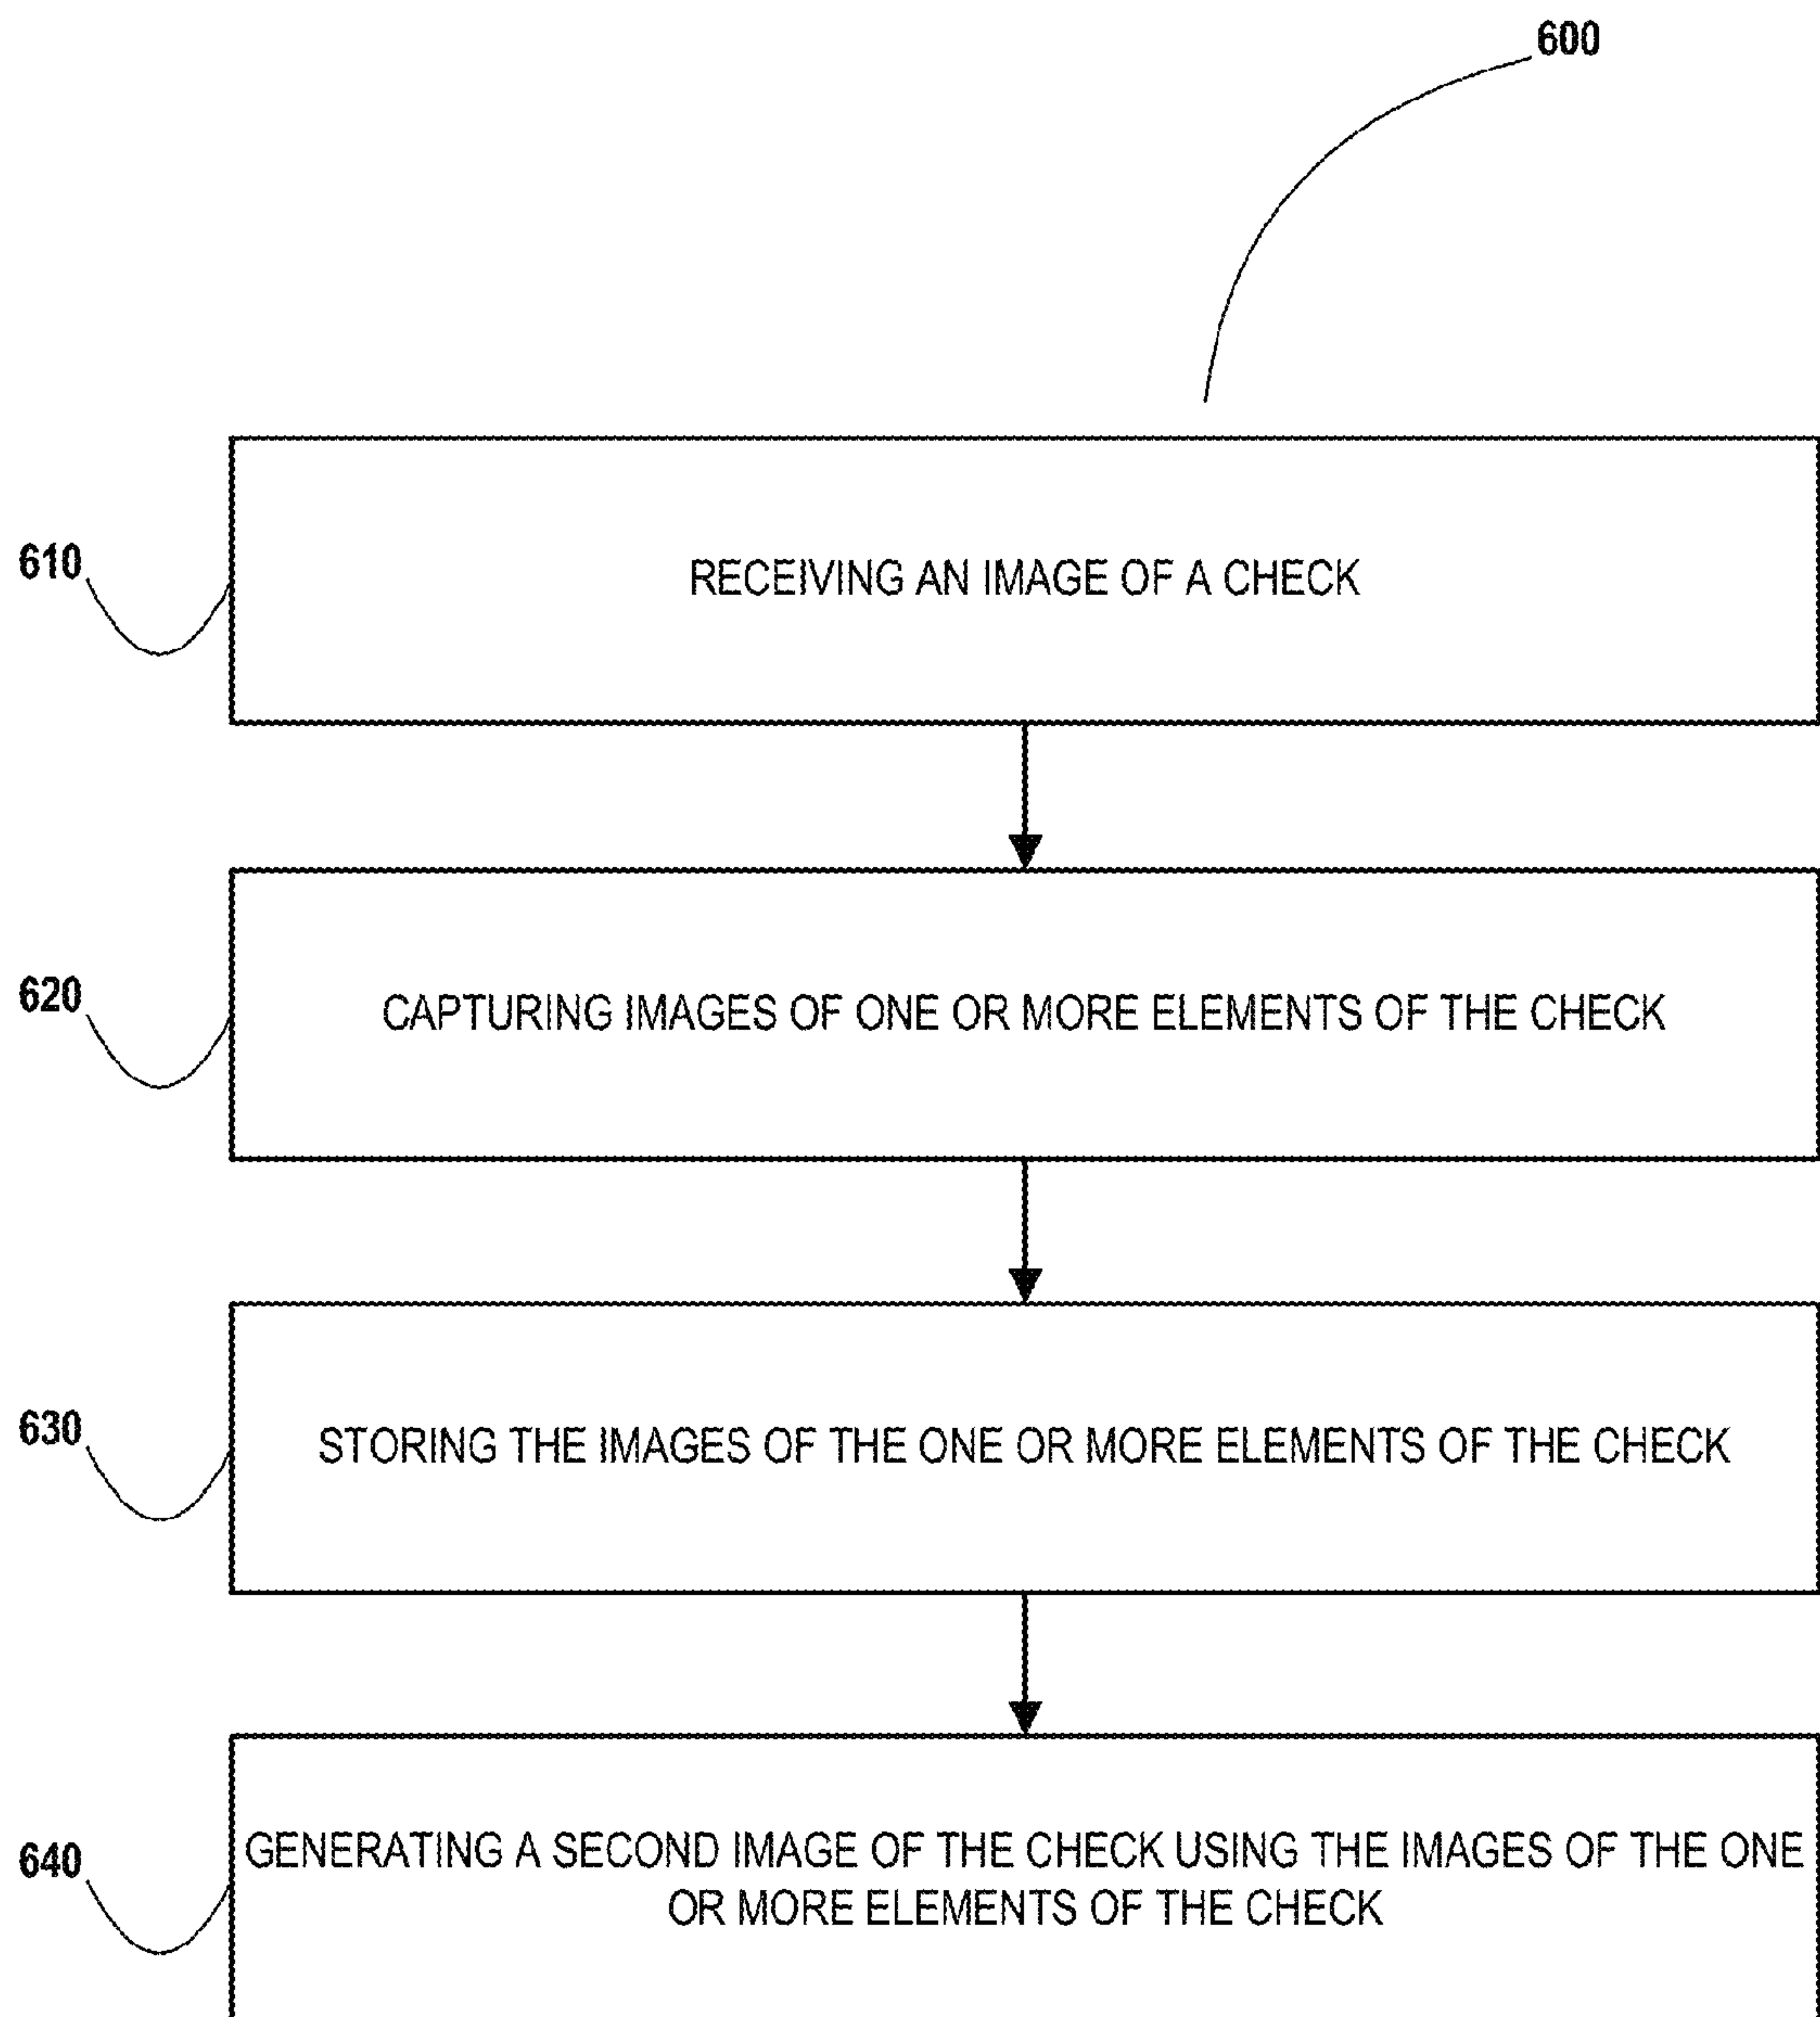 600
610
RECEIVING AN IMAGE OF A CHECK
620
CAPTURING IMAGES OF ONE OR MORE ELEMENTS OF THE CHECK
630
STORING THE IMAGES OF THE ONE OR MORE ELEMENTS OF THE CHECK
640
GENERATING A SECOND IMAGE OF THE CHECK USING THE IMAGES OF THE ONE
OR MORE ELEMENTS OF THE CHECK